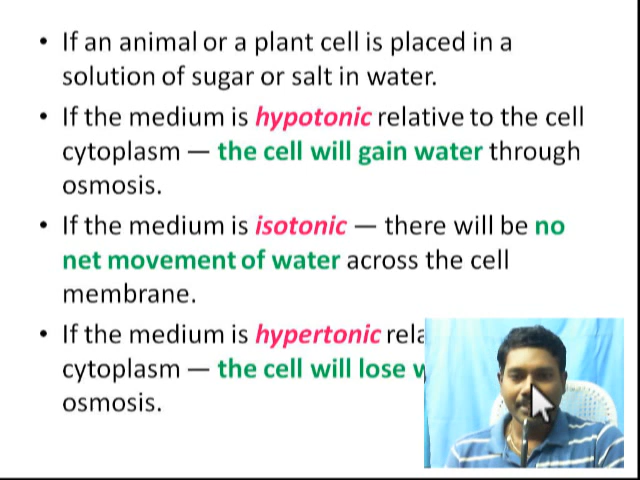 • If an animal or a plant cell is placed in a
solution of sugar or salt in water.
• If the medium is hypotonic relative to the cell
cytoplasm — the cell will gain water through
osmosis.
• If the medium is isotonic — there will be no
net movement of water across the cell
membrane.
• If the medium is hypertonic
cytoplasm — the cell will lose
osmosis.